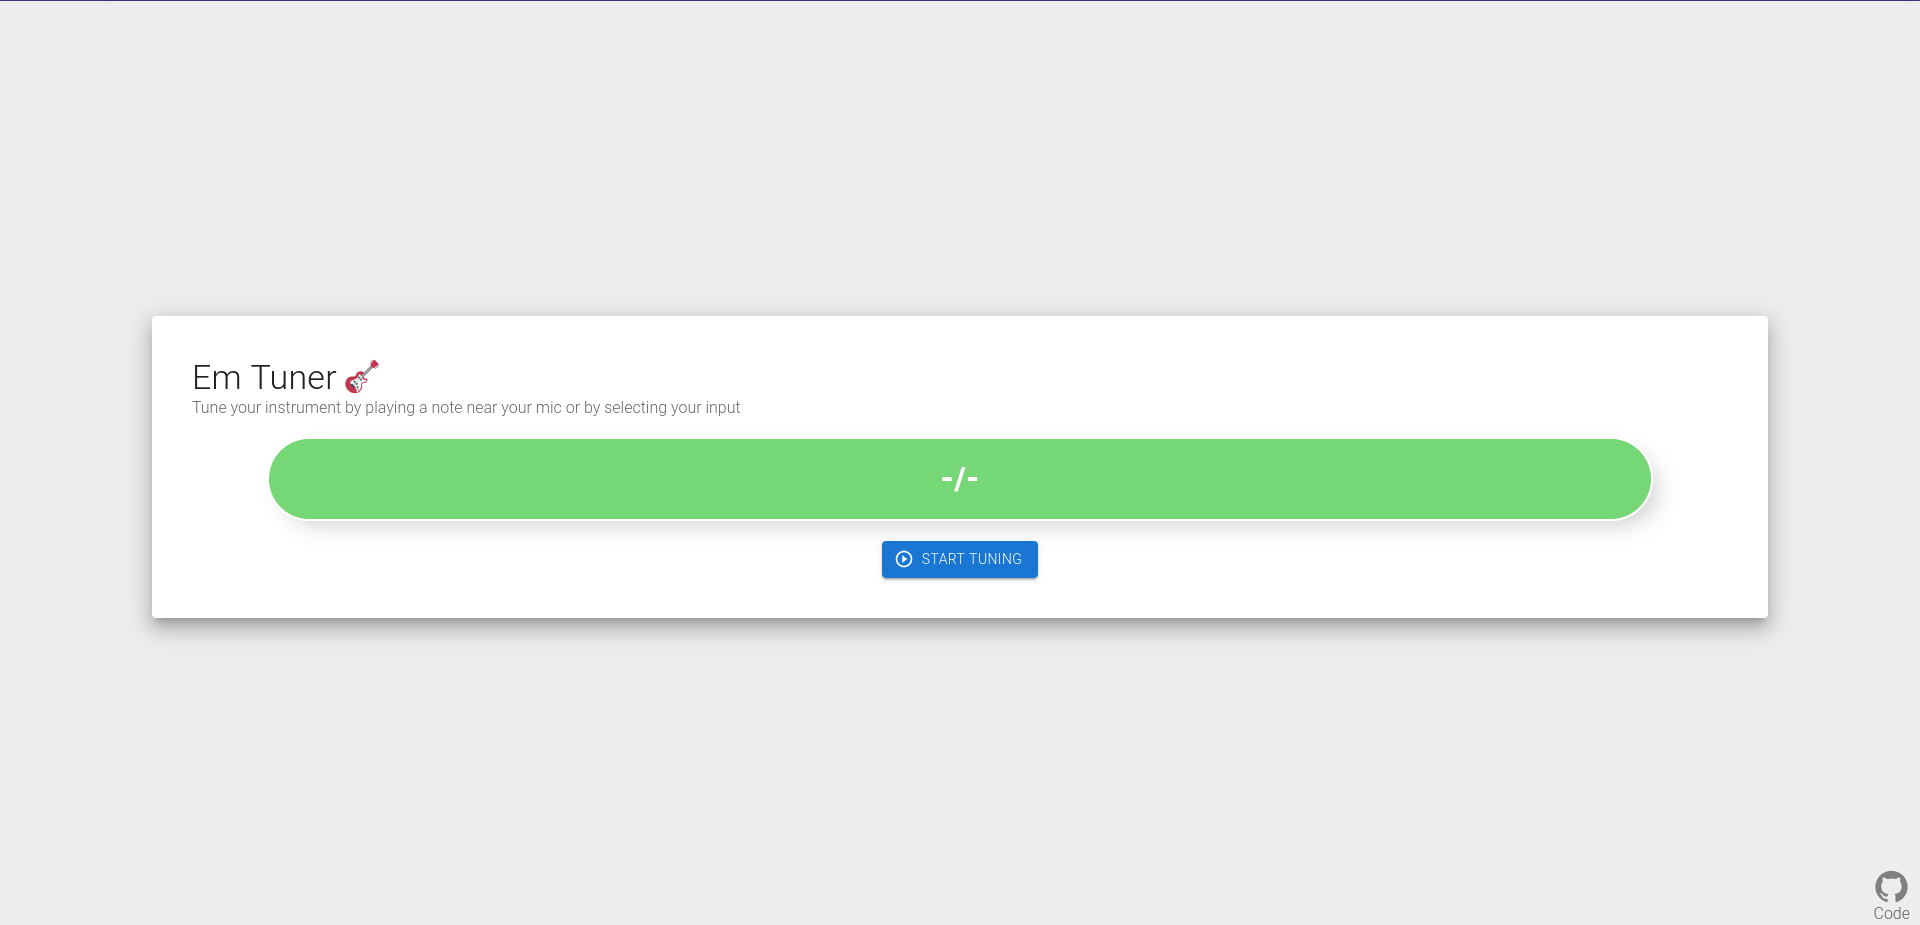 Em Tuner 🎸
Tune your instrument by playing a note near your mic or by selecting your input
-/-
START TUNING
Code